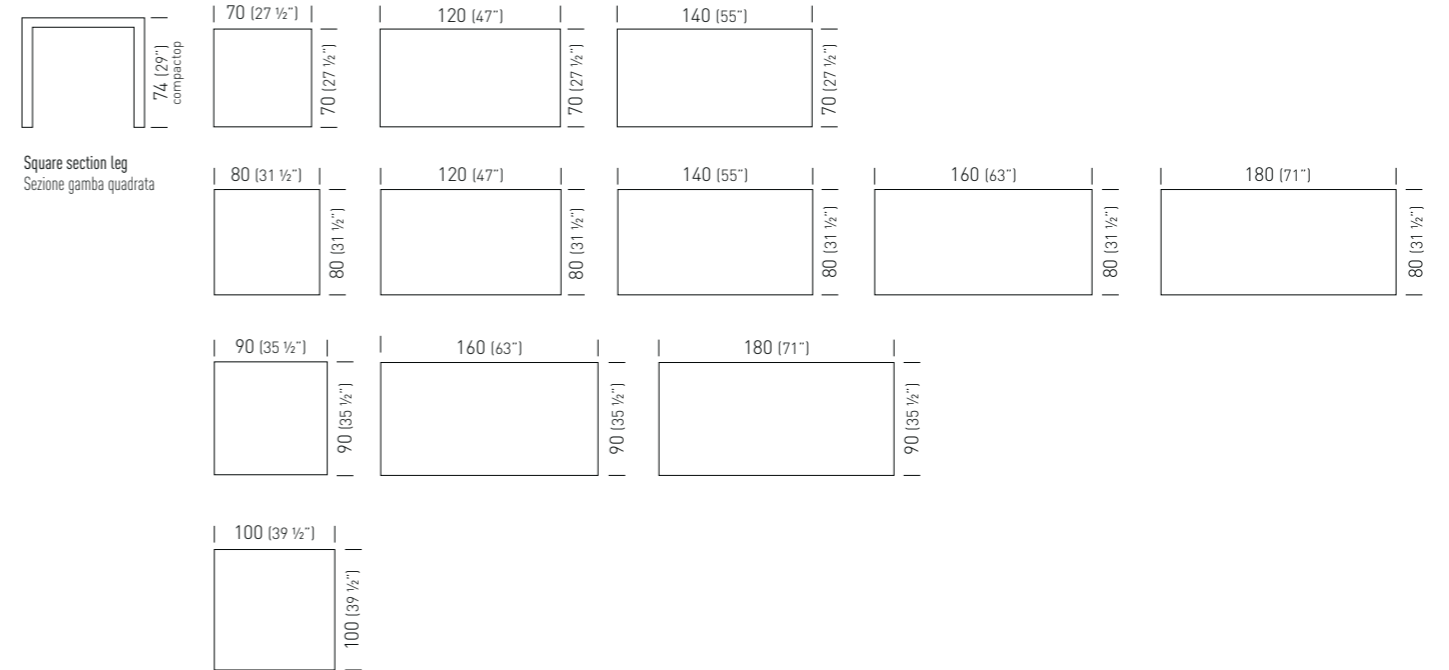 74 (29")
compactop
Square section leg
Sezione gamba quadrata
70 (27 ½")
70 (27 ½")
120 (47")
70 (27 ½")
140 (55")
70 (27 ½")
80 (31 ½")
80 (31 ½")
120 (47")
80 (31 ½")
140 (55")
80 (31 ½")
160 (63")
80 (31 ½")
180 (71")
80 (31 ½")
90 (35 ½")
90 (35 ½")
160 (63")
90 (35 ½")
180 (71")
90 (35 ½")
100 (39 ½")
100 (39 ½")